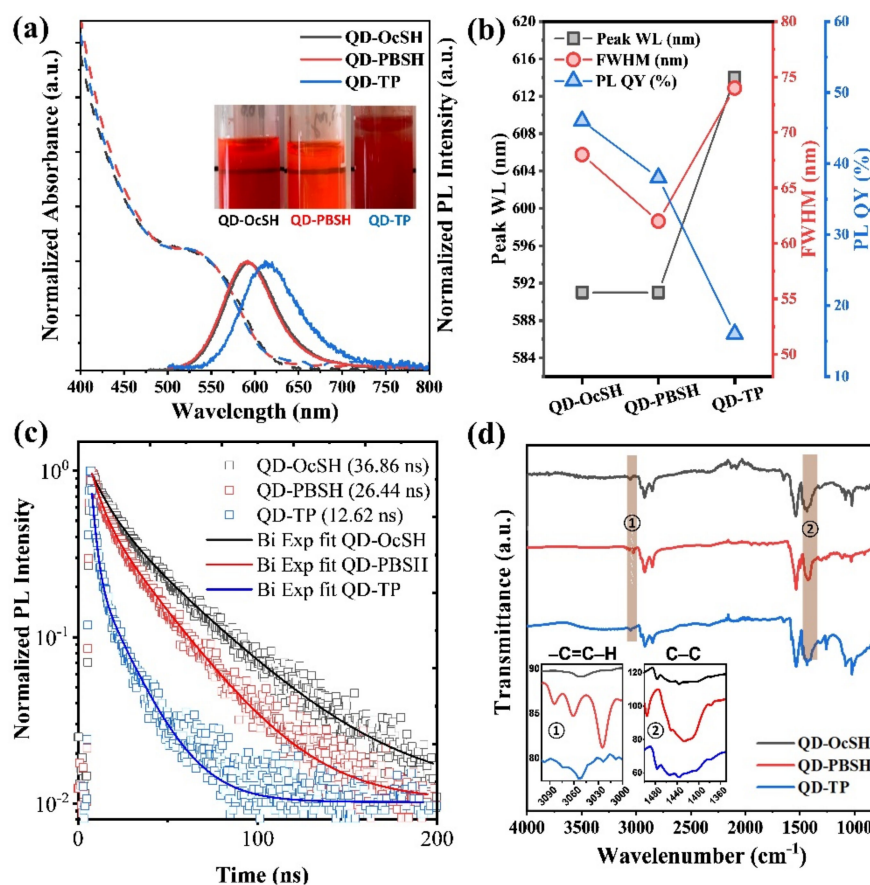 (a)
QD-OcSH
QD-PBSH
QD-TP
Normalized Absorbance (a.u.)
Normalized PL Intensity (a.u.)
QD-OcSH QD-PBSH QD-TP
400 450 500 550 600 650 700 750 800
Wavelength (nm)
(b)
Peak WL (nm)
FWHM (nm)
PL QY (%)
620
616
612
608
604
600
596
592
588
584
Peak WL (nm)
80
75
70
65
60
55
50
FWHM (nm)
60
50
40
30
20
10
PL QY (%)
QD-OcSH QD-PBSH QD-TP
(c)
QD-OcSH (36.86 ns)
QD-PBSH (26.44 ns)
QD-TP (12.62 ns)
Bi Exp fit QD-OcSH
Bi Exp fit QD-PBSH
Bi Exp fit QD-TP
Normalized PL Intensity
10⁰
10⁻¹
10⁻²
0 100 200
Time (ns)
(d)
Transmittance (a.u.)
① ②
–C=C–H
90
85
80
①
3090 3060 3030 3000
C–C
120
100
80
60
②
1480 1440 1400 1360
QD-OcSH
QD-PBSH
QD-TP
4000 3500 3000 2500 2000 1500 1000
Wavenumber (cm⁻¹)